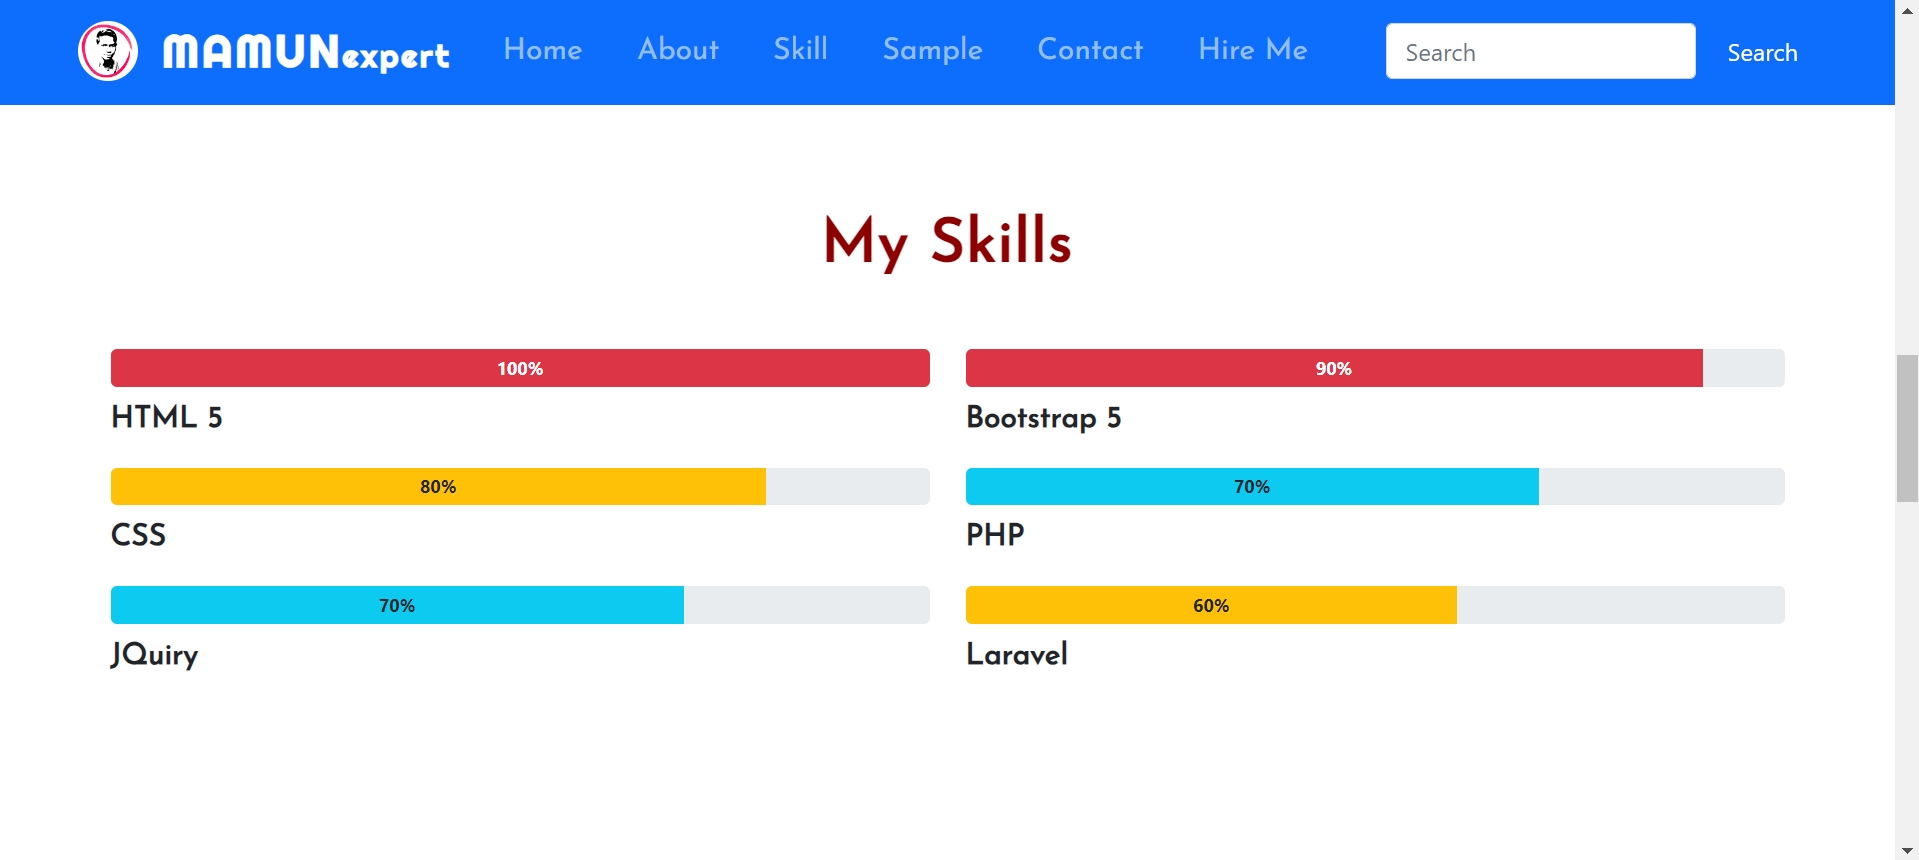 MAMUNexpert Home About Skill Sample Contact Hire Me Search Search
My Skills
100% 90%
HTML 5 Bootstrap 5
80% 70%
CSS PHP
70% 60%
JQuiry Laravel